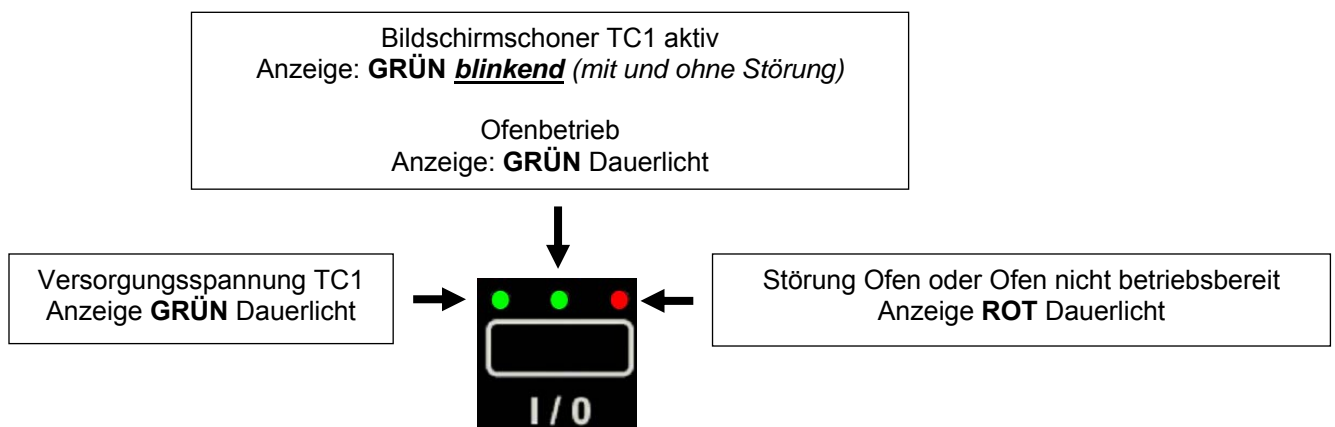 Bildschirmschoner TC1 aktiv
Anzeige: GRÜN blinkend (mit und ohne Störung)
Ofenbetrieb
Anzeige: GRÜN Dauerlicht
Versorgungsspannung TC1
Anzeige GRÜN Dauerlicht
Störung Ofen oder Ofen nicht betriebsbereit
Anzeige ROT Dauerlicht
I / 0